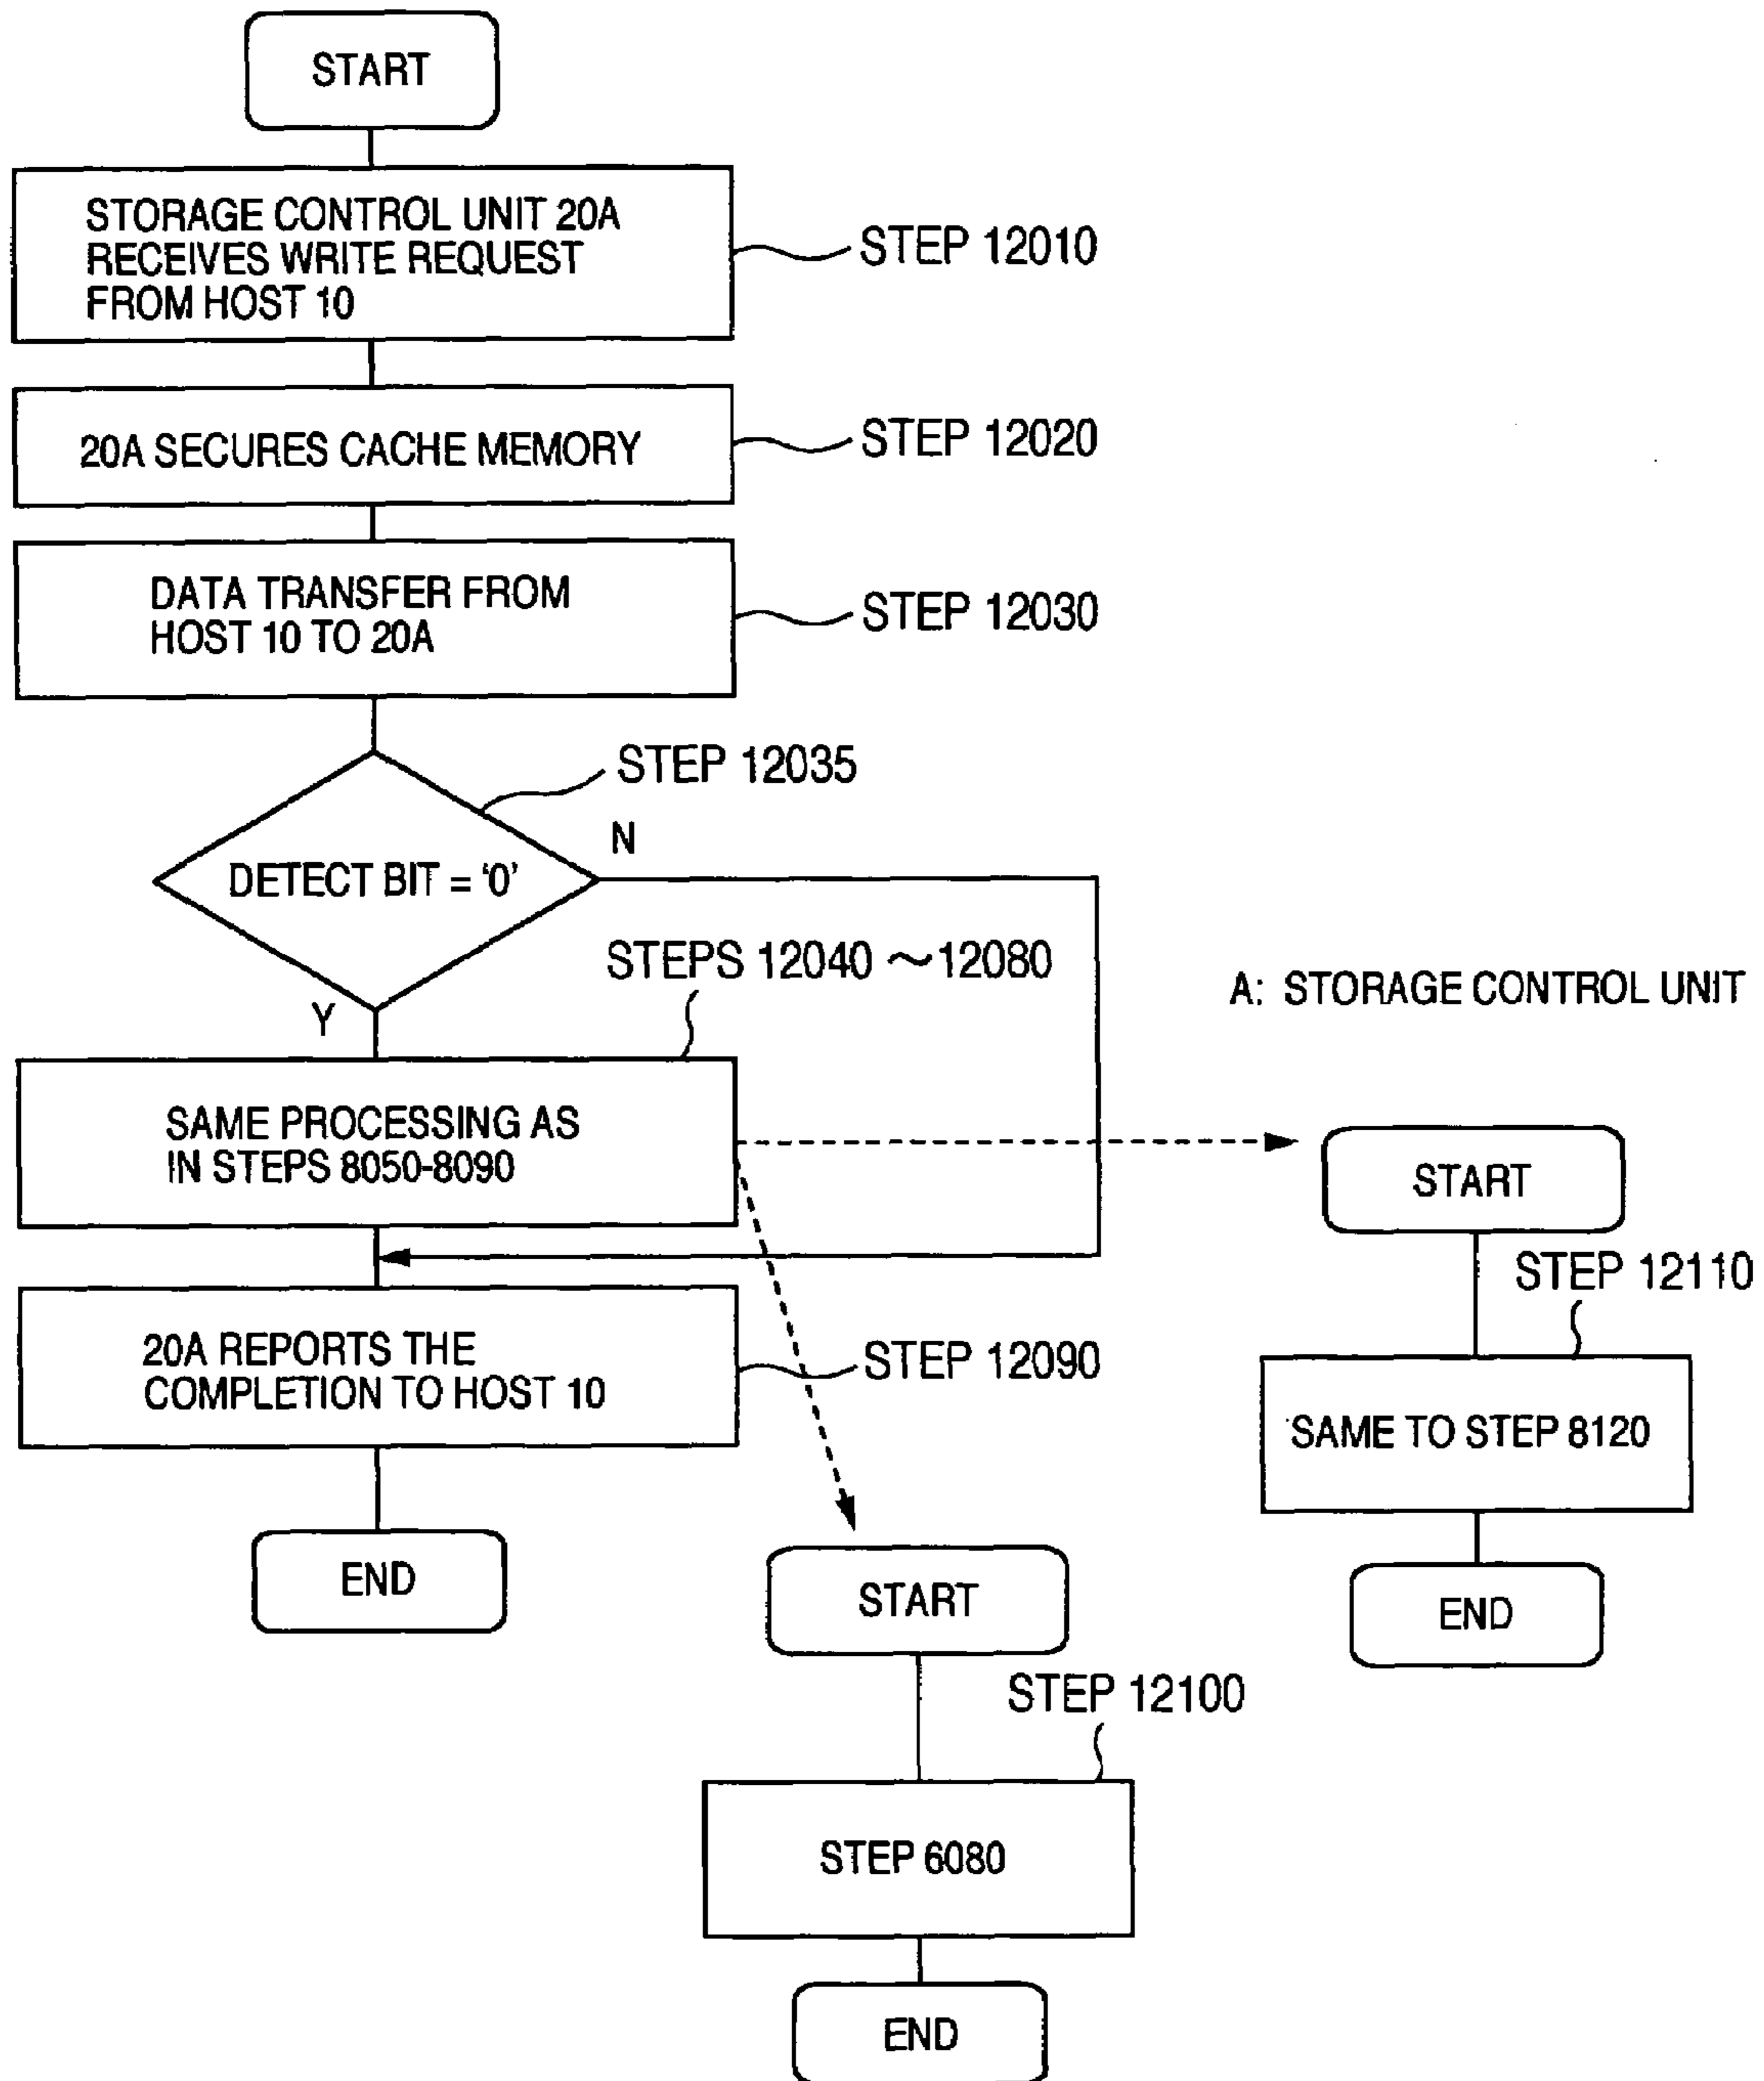 START
STORAGE CONTROL UNIT 20A
RECEIVES WRITE REQUEST
FROM HOST 10
STEP 12010
20A SECURES CACHE MEMORY
STEP 12020
DATA TRANSFER FROM
HOST 10 TO 20A
STEP 12030
STEP 12035
DETECT BIT = ‘0’
N
Y
STEPS 12040 ～12080
A: STORAGE CONTROL UNIT
SAME PROCESSING AS
IN STEPS 8050-8090
START
STEP 12110
SAME TO STEP 8120
END
20A REPORTS THE
COMPLETION TO HOST 10
STEP 12090
END
START
STEP 12100
STEP 6080
END